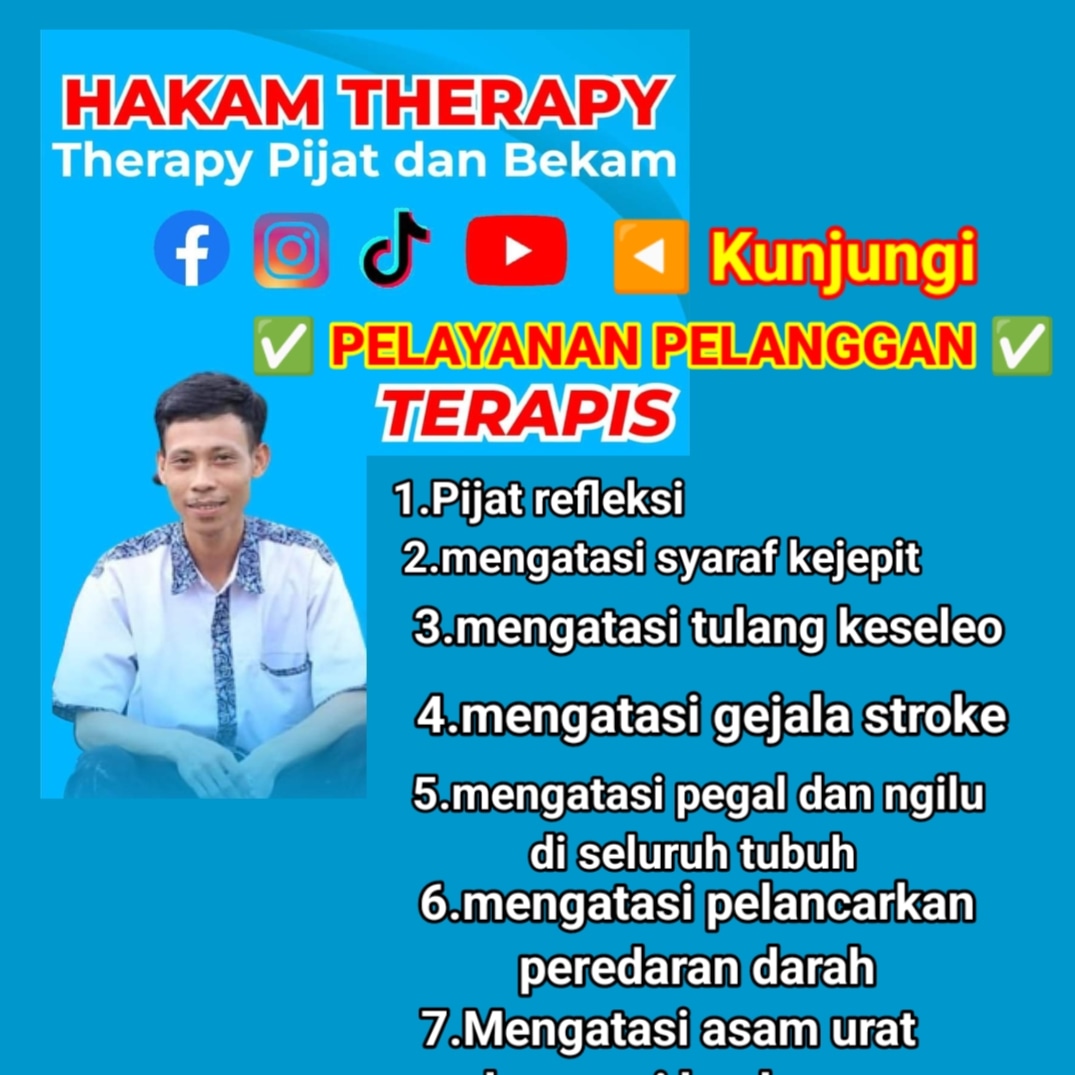 HAKAM THERAPY
Therapy Pijat dan Bekam
Kunjungi
PELAYANAN PELANGGAN
TERAPIS
1.Pijat refleksi
2.mengatasi syaraf kejepit
3.mengatasi tulang keseleo
4.mengatasi gejala stroke
5.mengatasi pegal dan ngilu
di seluruh tubuh
6.mengatasi pelancarkan
peredaran darah
7.Mengatasi asam urat